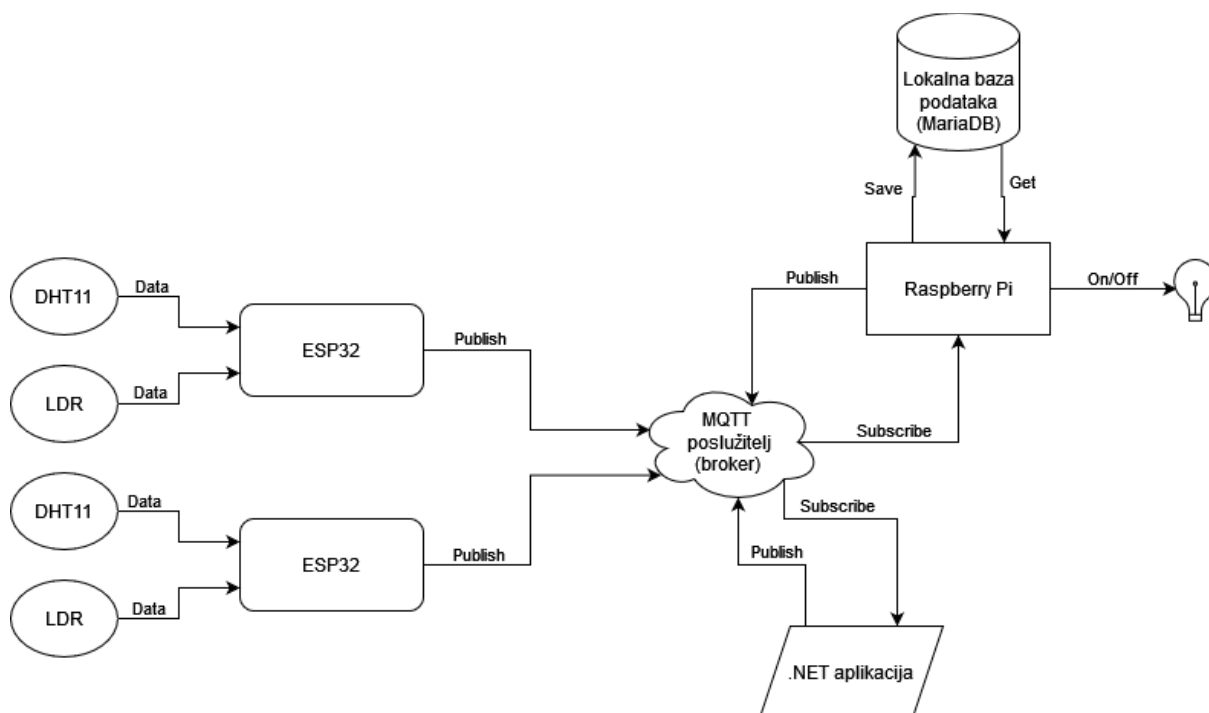 Lokalna baza
podataka
(MariaDB)
Save
Get
Publish
Raspberry Pi
On/Off
DHT11
Data
ESP32
Publish
LDR
Data
MQTT
poslužitelj
(broker)
Subscribe
DHT11
Data
ESP32
Publish
LDR
Data
Subscribe
Publish
.NET aplikacija